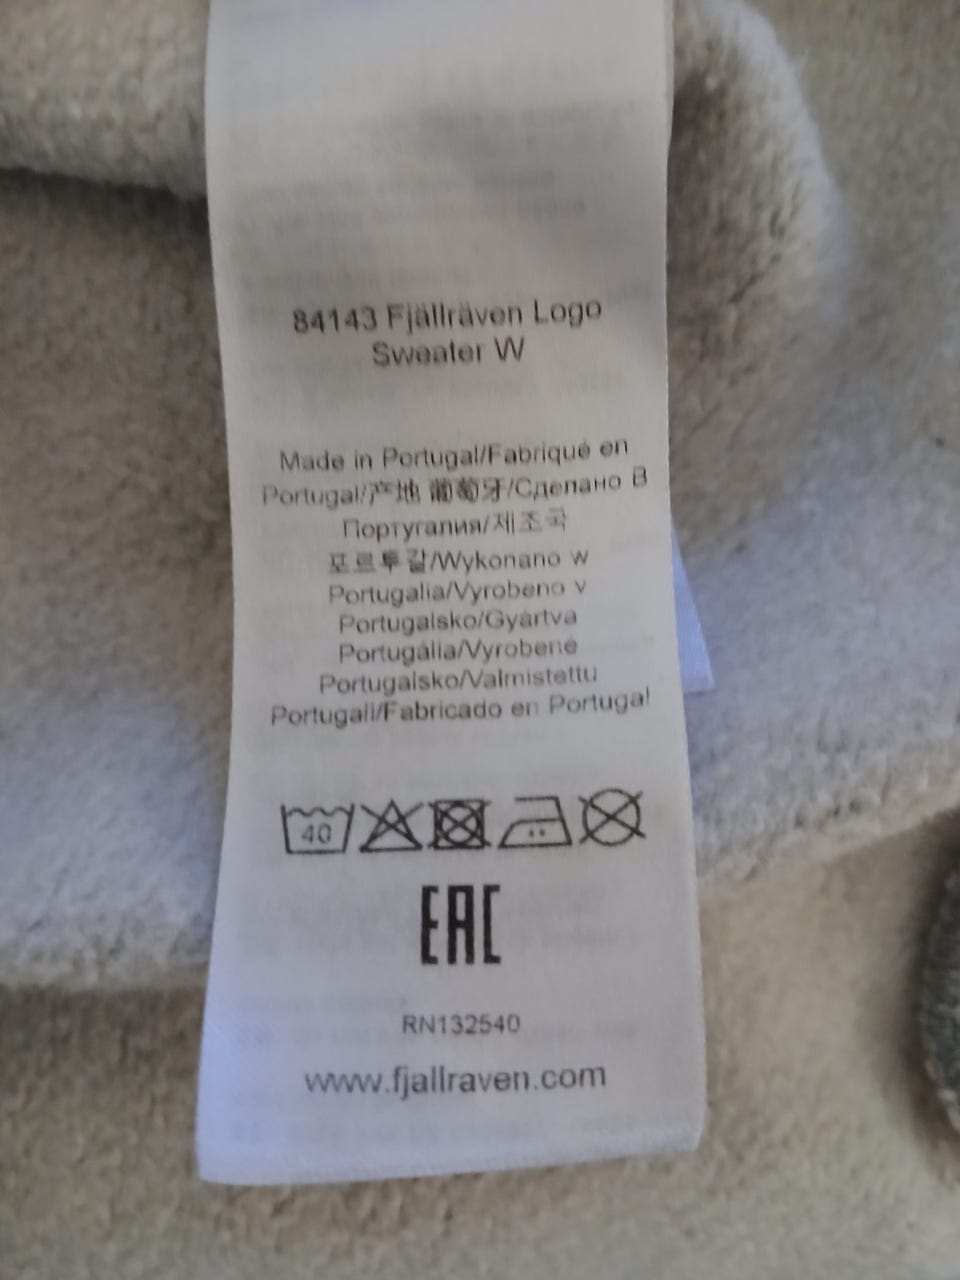 84143 Fjällräven Logo
Sweater W
Made in Portugal/Fabriqué en
Portugal/产地 葡萄牙/Сделано В
Португалия/제조국
포르투갈/Wykonano w
Portugalia/Vyrobeno v
Portugalsko/Gyártva
Portugália/Vyrobené
Portugalsko/Valmistettu
Portugali/Fabricado en Portugal
40
EAC
RN132540
www.fjallraven.com